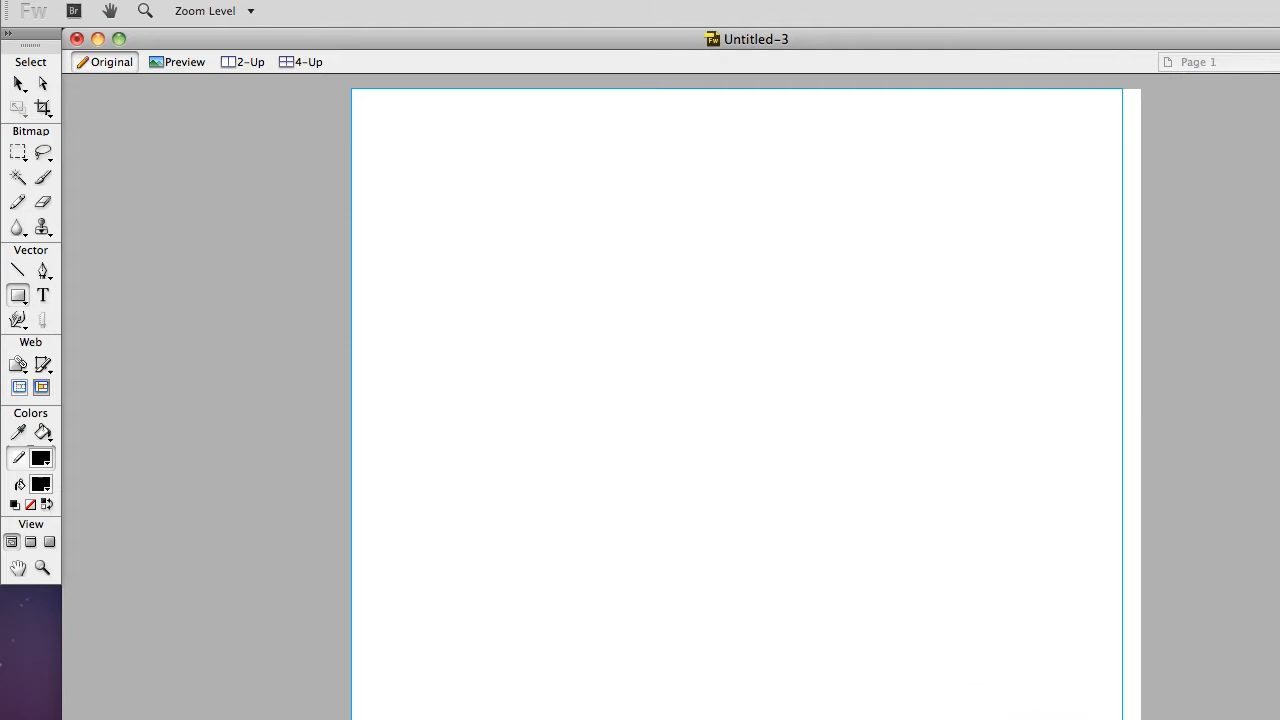 Fw Br Zoom Level
Fw Untitled-3
Original Preview 2-Up 4-Up Page 1
Select
Bitmap
Vector
T
Web
Colors
View